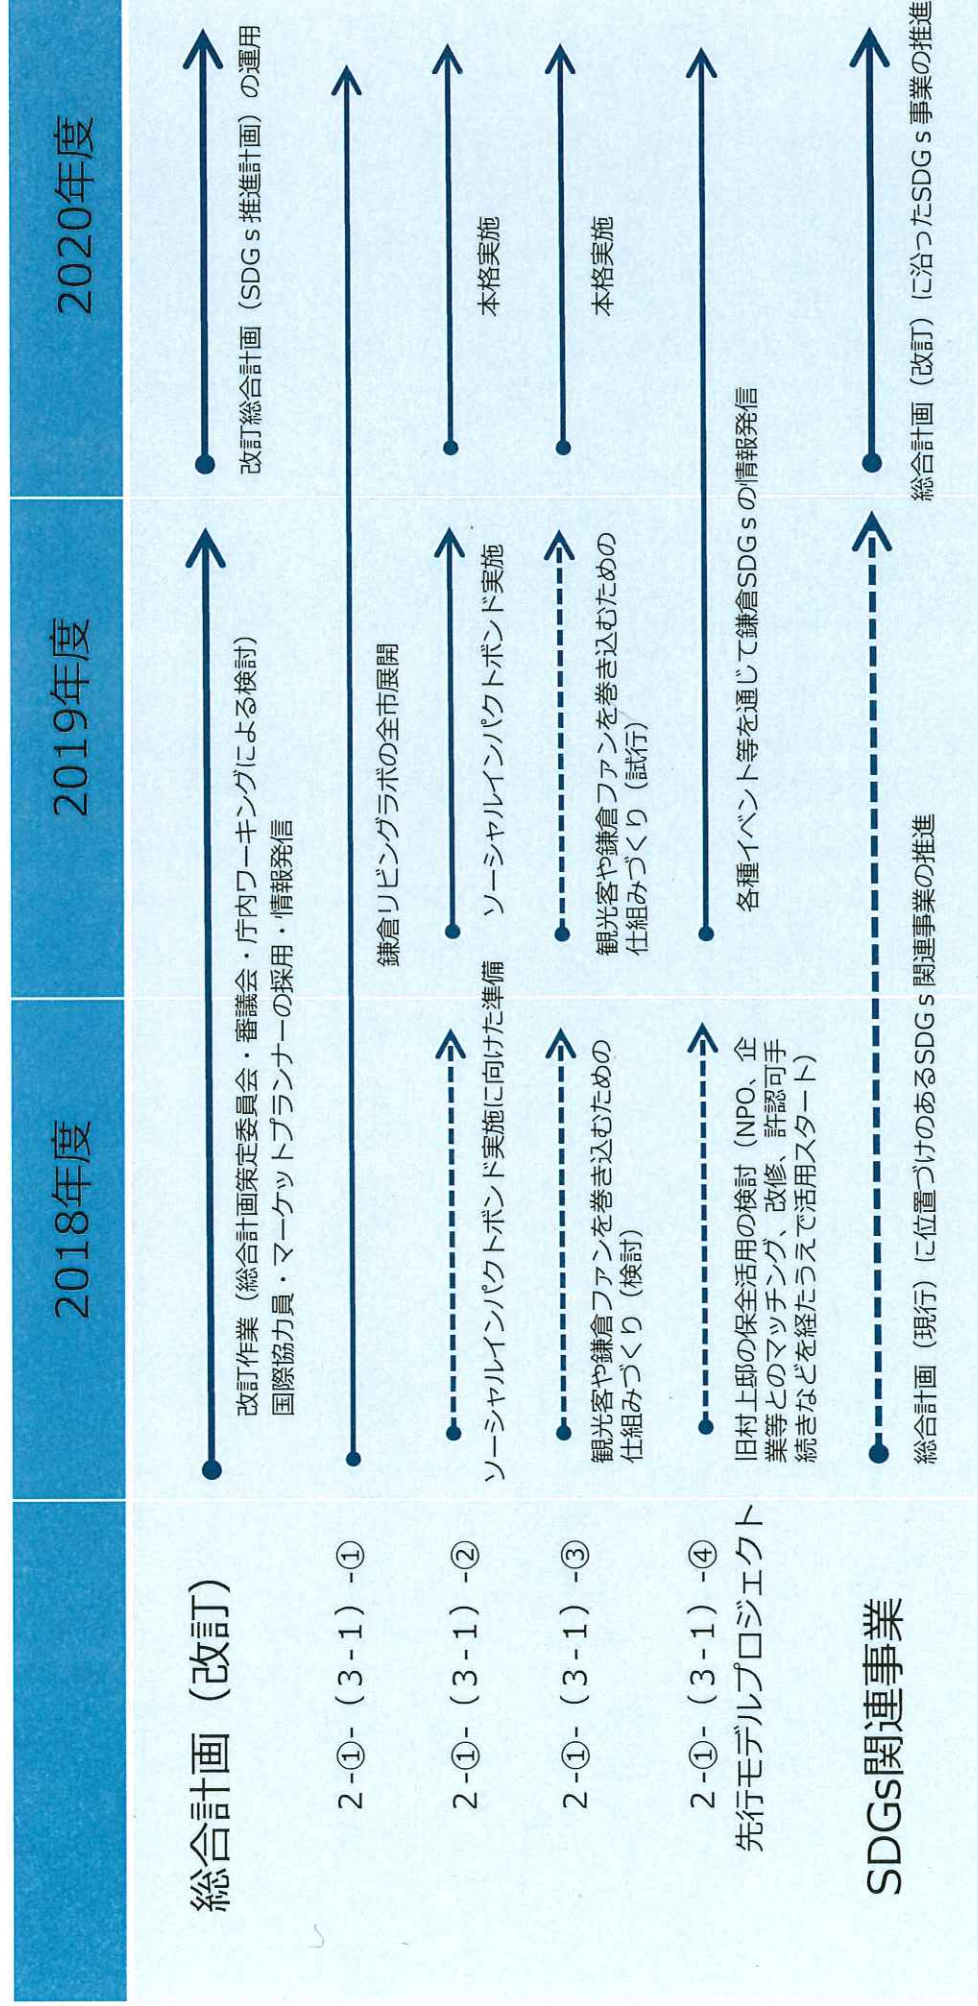 2018年度
2019年度
2020年度
総合計画（改訂）
改訂作業（総合計画策定委員会・審議会・庁内ワーキングによる検討）
国際協力員・マーケットプランナーの採用・情報発信
改訂総合計画（SDGｓ推進計画）の運用
２-①-（３-１）-①
鎌倉リビングラボの全市展開
２-①-（３-１）-②
ソーシャルインパクトボンド実施に向けた準備
ソーシャルインパクトボンド実施
本格実施
２-①-（３-１）-③
観光客や鎌倉ファンを巻き込むための
仕組みづくり（検討）
観光客や鎌倉ファンを巻き込むための
仕組みづくり（試行）
本格実施
２-①-（３-１）-④
先行モデルプロジェクト
旧村上邸の保全活用の検討（NPO、企
業等とのマッチング、改修、許認可手
続きなどを経たうえで活用スタート）
各種イベント等を通じて鎌倉SDGｓの情報発信
SDGs関連事業
総合計画（現行）に位置づけのあるSDGｓ関連事業の推進
総合計画（改訂）に沿ったSDGｓ事業の推進